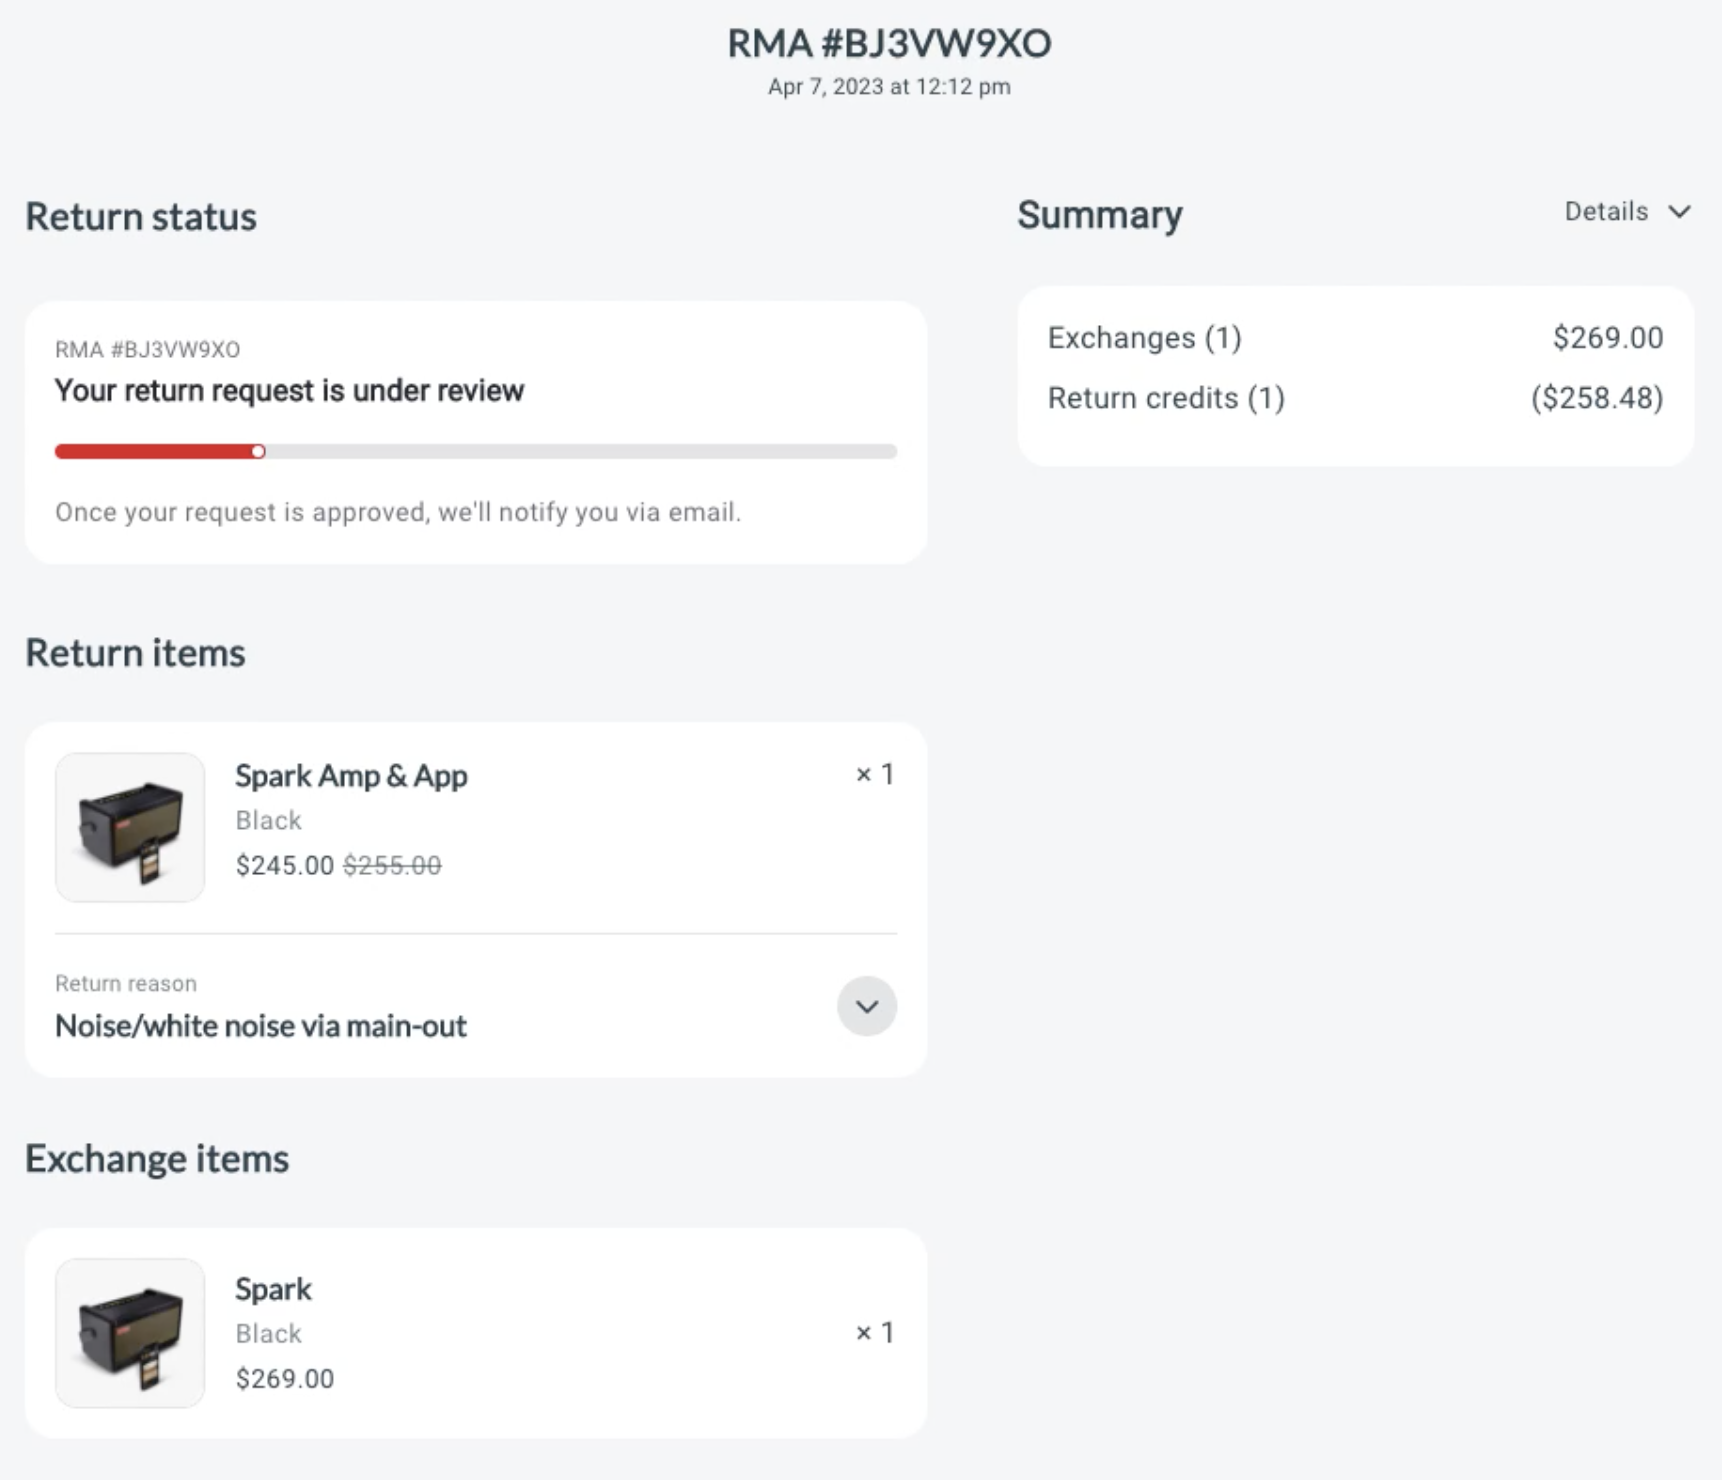 RMA #BJ3VW9XO
Apr 7, 2023 at 12:12 pm
Return status
RMA #BJ3VW9XO
Your return request is under review
Once your request is approved, we'll notify you via email.
Summary
Details
Exchanges (1) $269.00
Return credits (1) ($258.48)
Return items
Spark Amp & App × 1
Black
$245.00 $255.00
Return reason
Noise/white noise via main-out
Exchange items
Spark
Black × 1
$269.00